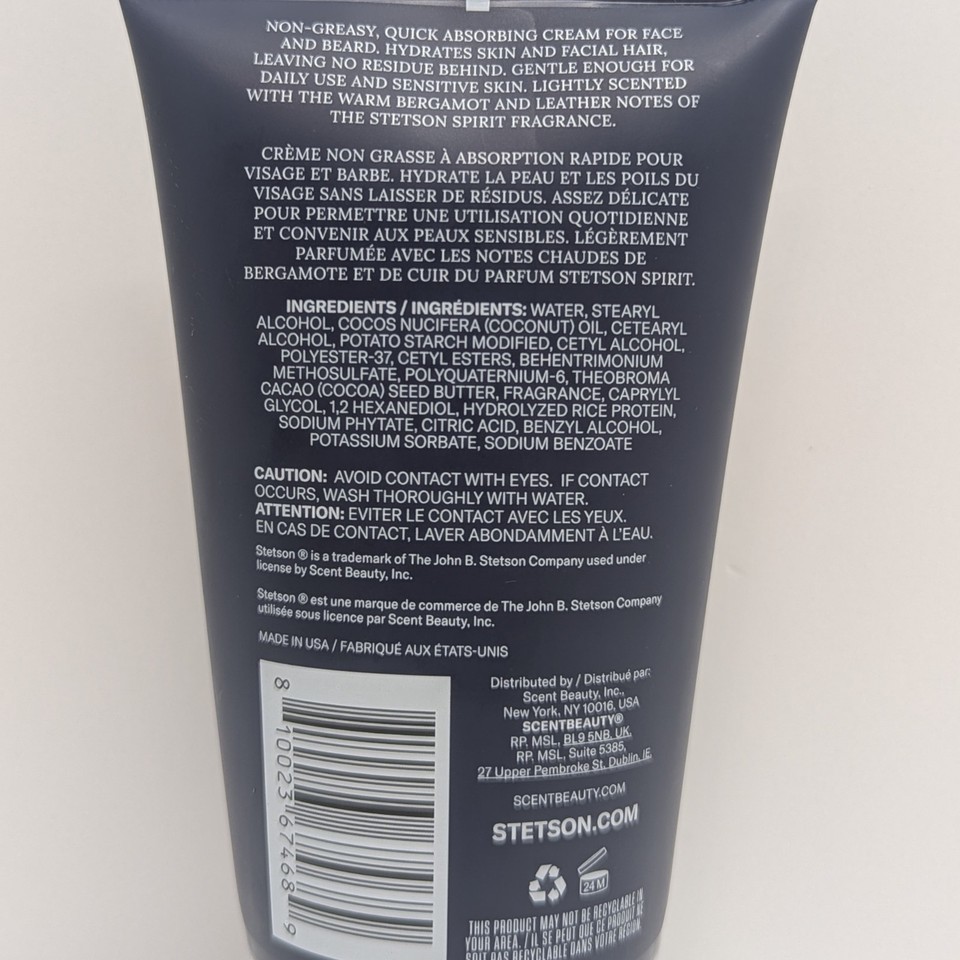 NON-GREASY, QUICK ABSORBING CREAM FOR FACE
AND BEARD. HYDRATES SKIN AND FACIAL HAIR,
LEAVING NO RESIDUE BEHIND. GENTLE ENOUGH FOR
DAILY USE AND SENSITIVE SKIN. LIGHTLY SCENTED
WITH THE WARM BERGAMOT AND LEATHER NOTES OF
THE STETSON SPIRIT FRAGRANCE.
CRÈME NON GRASSE À ABSORPTION RAPIDE POUR
VISAGE ET BARBE. HYDRATE LA PEAU ET LES POILS DU
VISAGE SANS LAISSER DE RÉSIDUS. ASSEZ DÉLICATE
POUR PERMETTRE UNE UTILISATION QUOTIDIENNE
ET CONVENIR AUX PEAUX SENSIBLES. LÉGÈREMENT
PARFUMÉE AVEC LES NOTES CHAUDES DE
BERGAMOTE ET DE CUIR DU PARFUM STETSON SPIRIT.
INGREDIENTS / INGRÉDIENTS: WATER, STEARYL
ALCOHOL, COCOS NUCIFERA (COCONUT) OIL, CETEARYL
ALCOHOL, POTATO STARCH MODIFIED, CETYL ALCOHOL,
POLYESTER-37, CETYL ESTERS, BEHENTRIMONIUM
METHOSULFATE, POLYQUATERNIUM-6, THEOBROMA
CACAO (COCOA) SEED BUTTER, FRAGRANCE, CAPRYLYL
GLYCOL, 1,2 HEXANEDIOL, HYDROLYZED RICE PROTEIN,
SODIUM PHYTATE, CITRIC ACID, BENZYL ALCOHOL,
POTASSIUM SORBATE, SODIUM BENZOATE
CAUTION: AVOID CONTACT WITH EYES. IF CONTACT
OCCURS, WASH THOROUGHLY WITH WATER.
ATTENTION: EVITER LE CONTACT AVEC LES YEUX.
EN CAS DE CONTACT, LAVER ABONDAMMENT À L'EAU.
Stetson ® is a trademark of The John B. Stetson Company used under
license by Scent Beauty, Inc.
Stetson ® est une marque de commerce de The John B. Stetson Company
utilisée sous licence par Scent Beauty, Inc.
MADE IN USA / FABRIQUÉ AUX ÉTATS-UNIS
8 10023 67468 9
Distributed by / Distribué par:
Scent Beauty, Inc.,
New York, NY 10016, USA
SCENTBEAUTY®
RP. MSL, BL9 5NB, UK,
RP. MSL, Suite 5385,
27 Upper Pembroke St, Dublin, IE
SCENTBEAUTY.COM
STETSON.COM
24 M
THIS PRODUCT MAY NOT BE RECYCLABLE IN
YOUR AREA. / IL SE PEUT QUE CE PRODUIT NE
SOIT PAS RECYCLABLE DANS VOTRE RÉGION.